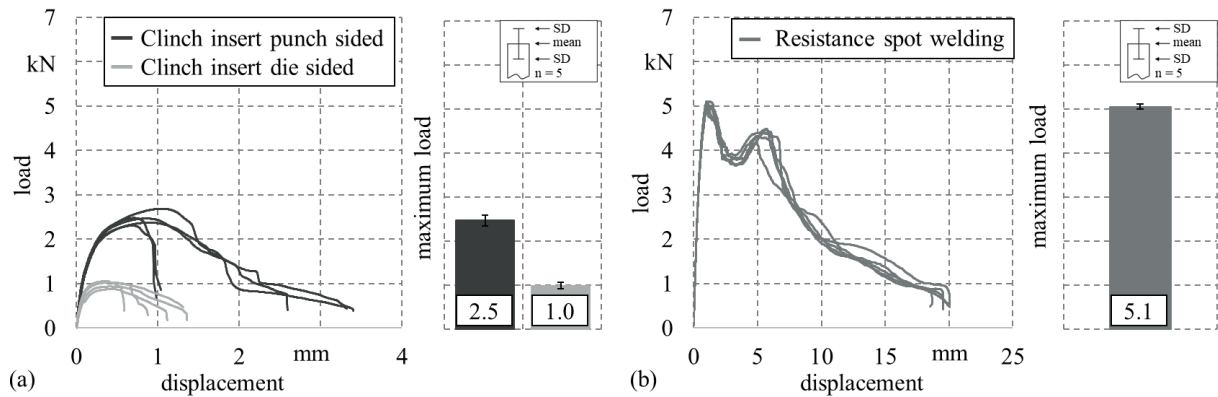 7
kN
5
4
load
3
2
1
0
0
1
2
mm
4
displacement
(a)
Clinch insert punch sided
Clinch insert die sided
maximum load
SD
mean
SD
n = 5
2.5
1.0
7
kN
5
4
load
3
2
1
0
0
5
10
15
mm
25
displacement
(b)
Resistance spot welding
maximum load
SD
mean
SD
n = 5
5.1